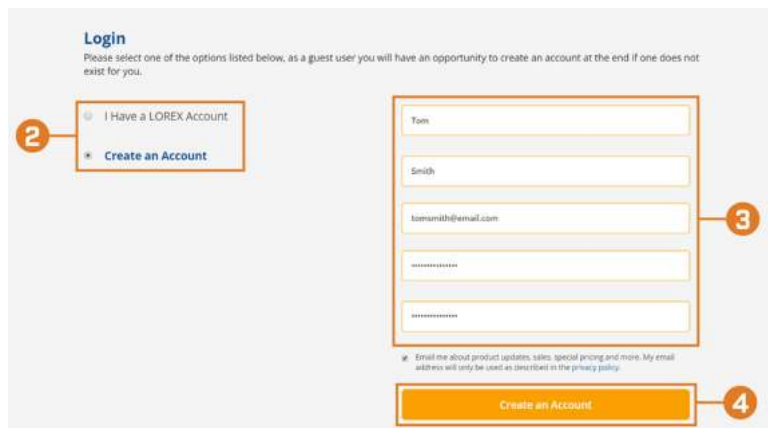 Login
Please select one of the options listed below, as a guest user you will have an opportunity to create an account at the end if one does not
exist for you.
2
I Have a LOREX Account
Create an Account
Tom
Smith
tomsmith@email.com
3
Email me about product updates, sales, special pricing and more. My email
address will only be used as described in the privacy policy.
Create an Account
4